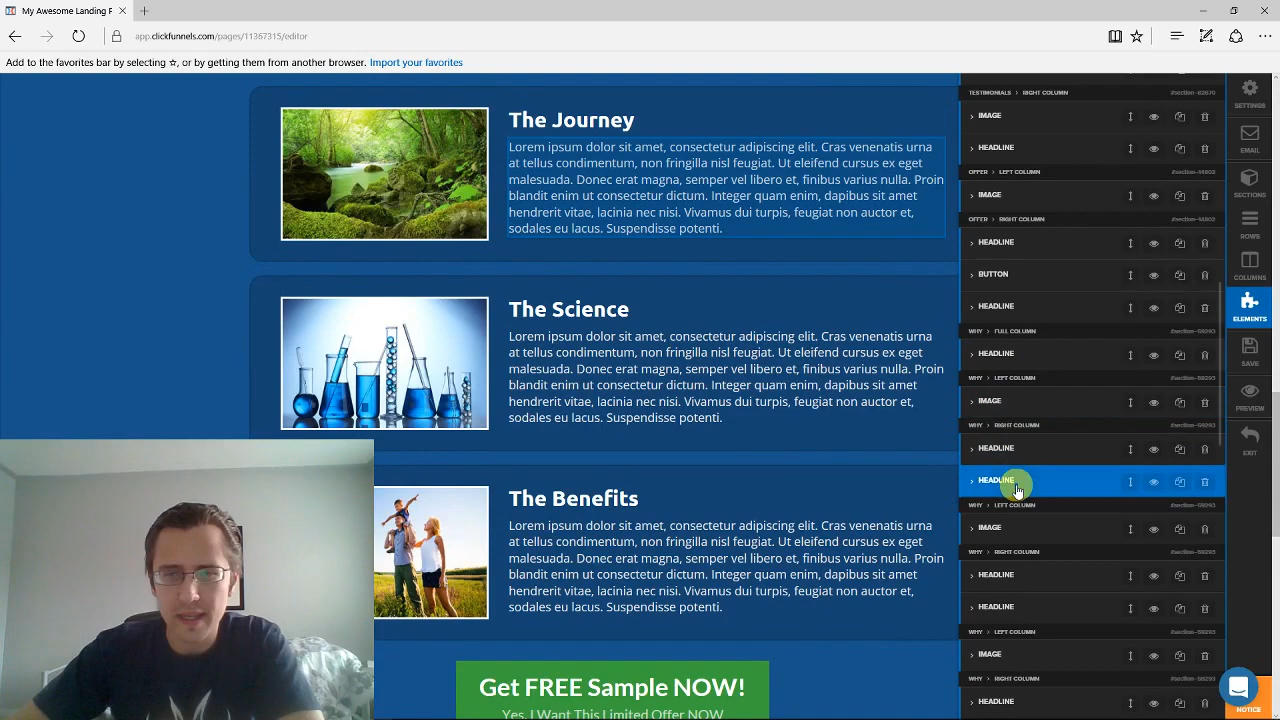 My Awesome Landing P
app.clickfunnels.com/pages/11367315/editor
Add to the favorites bar by selecting ☆, or by getting them from another browser. Import your favorites
The Journey
Lorem ipsum dolor sit amet, consectetur adipiscing elit. Cras venenatis urna
at tellus condimentum, non fringilla nisl feugiat. Ut eleifend cursus ex eget
malesuada. Donec erat magna, semper vel libero et, finibus varius nulla. Proin
blandit enim ut consectetur dictum. Integer quam enim, dapibus sit amet
hendrerit vitae, lacinia nec nisi. Vivamus dui turpis, feugiat non auctor et,
sodales eu lacus. Suspendisse potenti.
The Science
Lorem ipsum dolor sit amet, consectetur adipiscing elit. Cras venenatis urna
at tellus condimentum, non fringilla nisl feugiat. Ut eleifend cursus ex eget
malesuada. Donec erat magna, semper vel libero et, finibus varius nulla. Proin
blandit enim ut consectetur dictum. Integer quam enim, dapibus sit amet
hendrerit vitae, lacinia nec nisi. Vivamus dui turpis, feugiat non auctor et,
sodales eu lacus. Suspendisse potenti.
The Benefits
Lorem ipsum dolor sit amet, consectetur adipiscing elit. Cras venenatis urna
at tellus condimentum, non fringilla nisl feugiat. Ut eleifend cursus ex eget
malesuada. Donec erat magna, semper vel libero et, finibus varius nulla. Proin
blandit enim ut consectetur dictum. Integer quam enim, dapibus sit amet
hendrerit vitae, lacinia nec nisi. Vivamus dui turpis, feugiat non auctor et,
sodales eu lacus. Suspendisse potenti.
Get FREE Sample NOW!
Yes, I Want This Limited Offer NOW
TESTIMONIALS > RIGHT COLUMN
IMAGE
HEADLINE
OFFER > LEFT COLUMN
IMAGE
OFFER > RIGHT COLUMN
HEADLINE
BUTTON
HEADLINE
WHY > FULL COLUMN
HEADLINE
WHY > LEFT COLUMN
IMAGE
WHY > RIGHT COLUMN
HEADLINE
HEADLINE
WHY > LEFT COLUMN
IMAGE
WHY > RIGHT COLUMN
HEADLINE
HEADLINE
WHY > LEFT COLUMN
IMAGE
WHY > RIGHT COLUMN
HEADLINE
SETTINGS
EMAIL
SECTIONS
ROWS
COLUMNS
ELEMENTS
SAVE
PREVIEW
EXIT
NOTICE